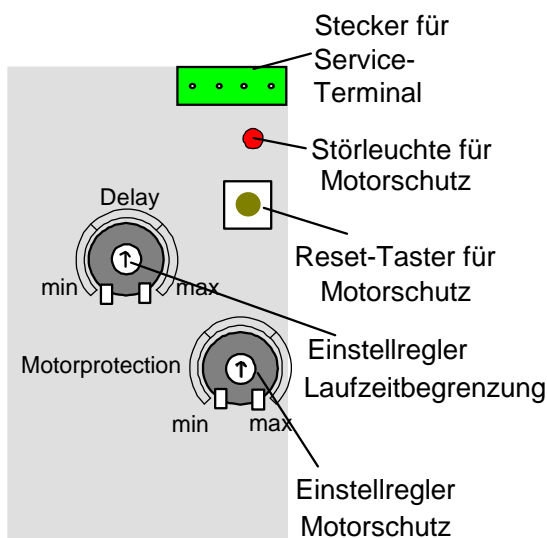 Stecker für
Service-
Terminal
Störleuchte für
Motorschutz
Delay
min
max
Reset-Taster für
Motorschutz
Motorprotection
min
max
Einstellregler
Laufzeitbegrenzung
Einstellregler
Motorschutz